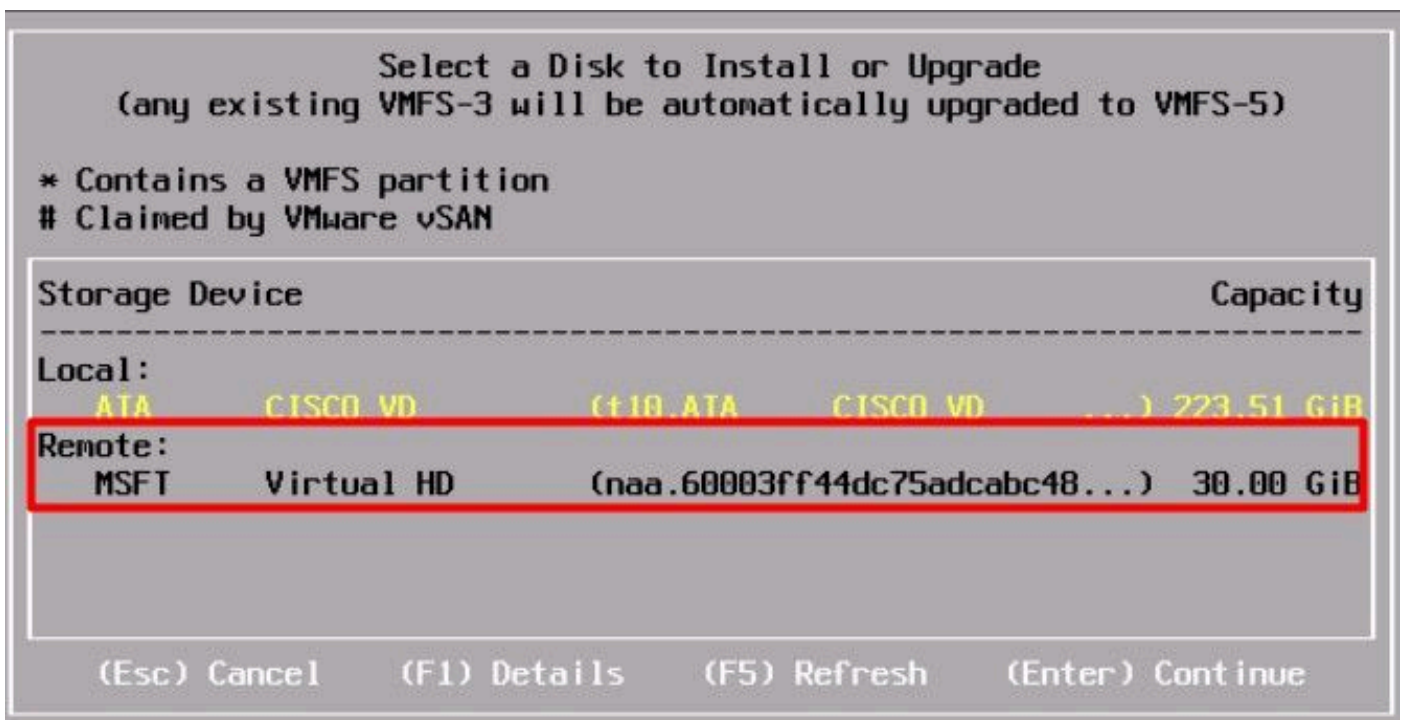 Select a Disk to Install or Upgrade
(any existing VMFS-3 will be automatically upgraded to VMFS-5)
* Contains a VMFS partition
# Claimed by VMware vSAN
Storage Device Capacity
--------------------------------------------------------------------------------
Local:
ATA CISCO VD (t10.ATA CISCO VD ...) 223.51 GiB
Remote:
MSFT Virtual HD (naa.60003ff44dc75adcabc48...) 30.00 GiB
(Esc) Cancel (F1) Details (F5) Refresh (Enter) Continue